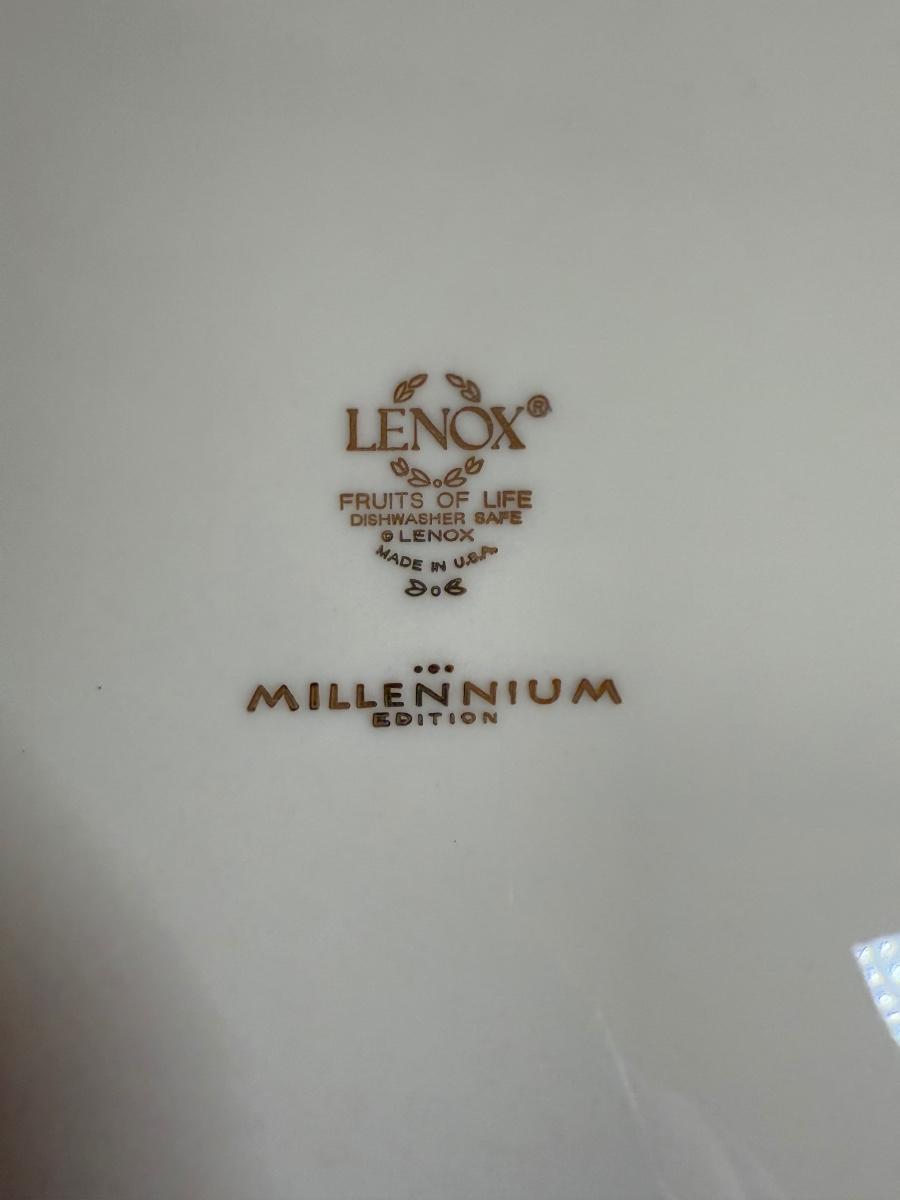 LENOX®
FRUITS OF LIFE
DISHWASHER SAFE
© LENOX
MADE IN U.S.A.
MILLENNIUM
EDITION